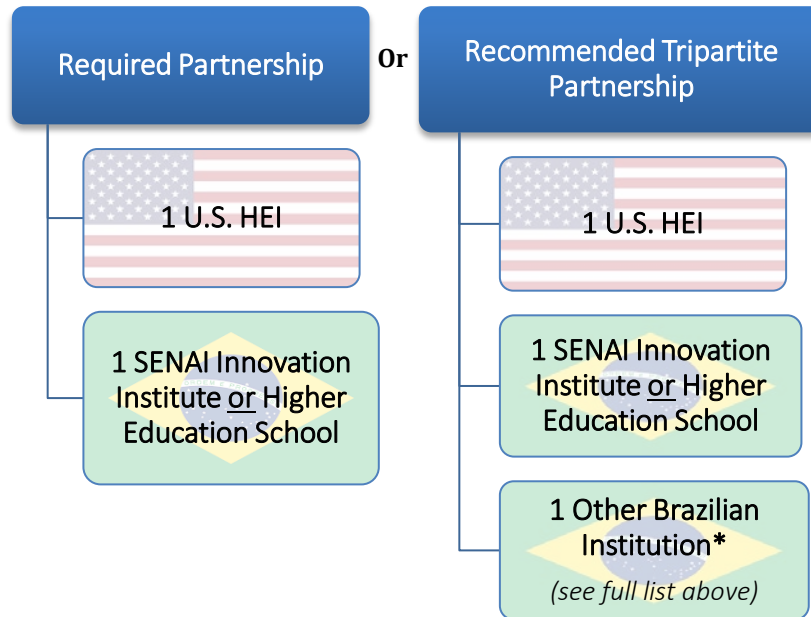 Required Partnership
1 U.S. HEI
1 SENAI Innovation
Institute or Higher
Education School
Or
Recommended Tripartite
Partnership
1 U.S. HEI
1 SENAI Innovation
Institute or Higher
Education School
1 Other Brazilian
Institution*
(see full list above)